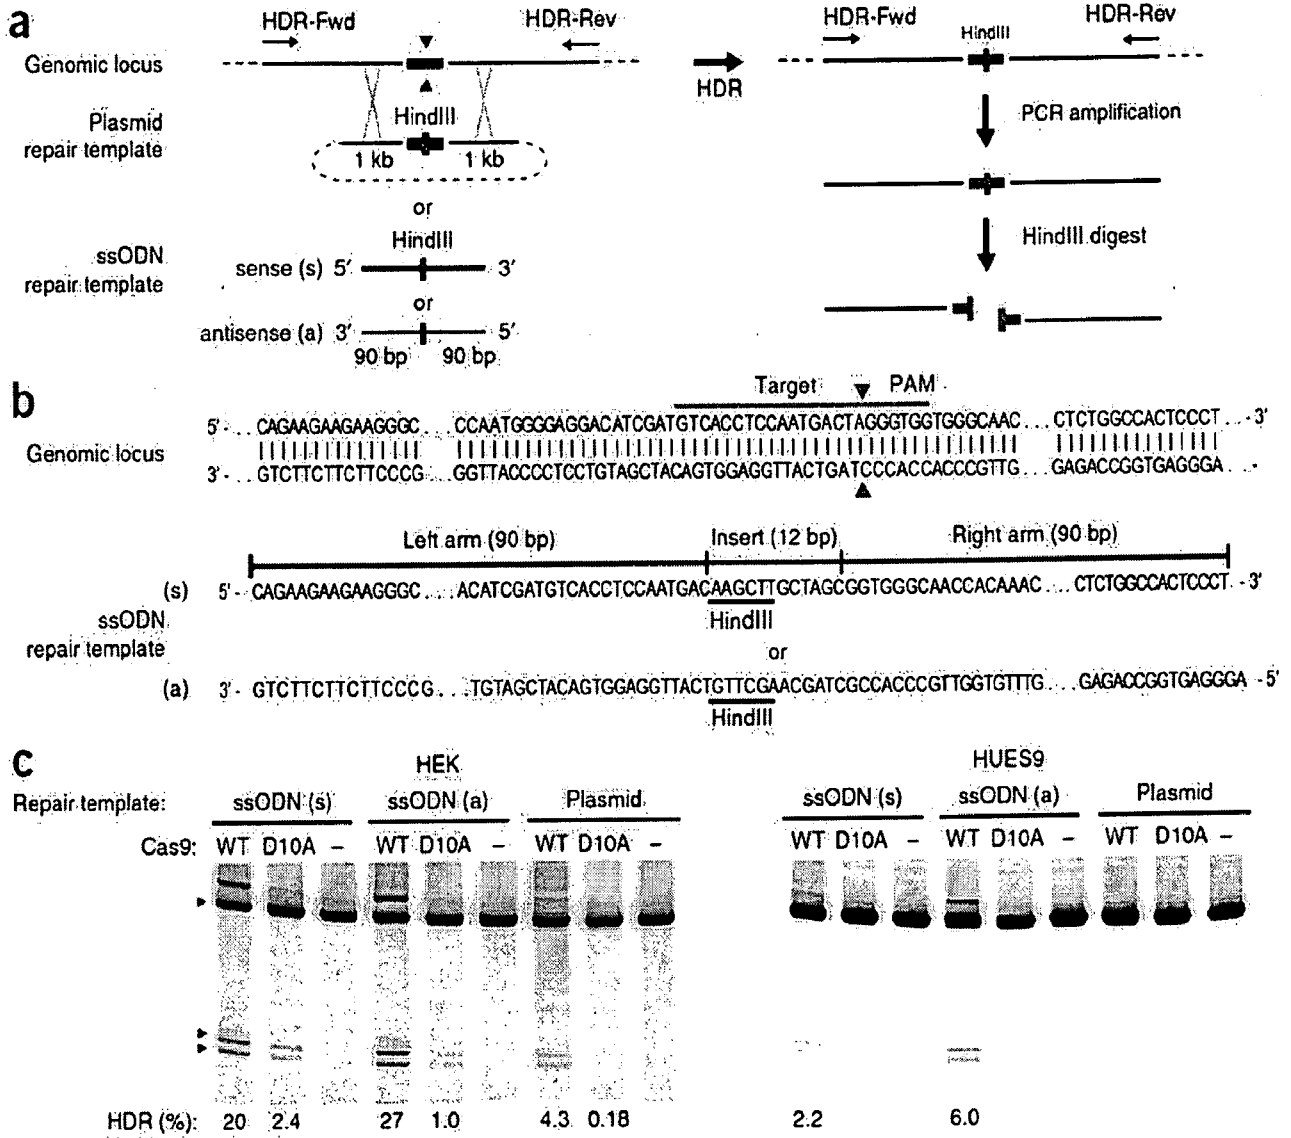 a
HDR-Fwd
HDR-Rev
Genomic locus
HindIII
Plasmid
repair template
1 kb
1 kb
or
HindIII
ssODN
repair template
sense (s) 5′
3′
or
antisense (a) 3′
5′
90 bp
90 bp
HDR
HDR-Fwd
HDR-Rev
HindIII
PCR amplification
HindIII digest
b
Target
PAM
5′-...CAGAAGAAGAAGGGC...CCAATGGGGAGGACATCGATGTCACCTCCAATGACTAGGGTGGTGGGCAAC...CTCTGGCCACTCCCT...-3′
Genomic locus
3′-...GTCTTCTTCTTCCCG...GGTTACCCCTCCTGTAGCTACAGTGGAGGTTACTGATCCCACCACCCGTTG...GAGACCGGTGAGGGA...-
Left arm (90 bp)
Insert (12 bp)
Right arm (90 bp)
(s) 5′-CAGAAGAAGAAGGGC...ACATCGATGTCACCTCCAATGACAAGCTTGCTAGCGGTGGGCAACCACAAAC...CTCTGGCCACTCCCT-3′
ssODN
repair template
HindIII
or
(a) 3′-GTCTTCTTCTTCCCG...TGTAGCTACAGTGGAGGTTACTGTTCGAACGATCGCCACCCGTTGGTGTTTG...GAGACCGGTGAGGGA-5′
HindIII
c
HEK
HUES9
Repair template: ssODN (s) ssODN (a) Plasmid ssODN (s) ssODN (a) Plasmid
Cas9: WT D10A – WT D10A – WT D10A – WT D10A – WT D10A – WT D10A –
HDR (%): 20 2.4 27 1.0 4.3 0.18 2.2 6.0